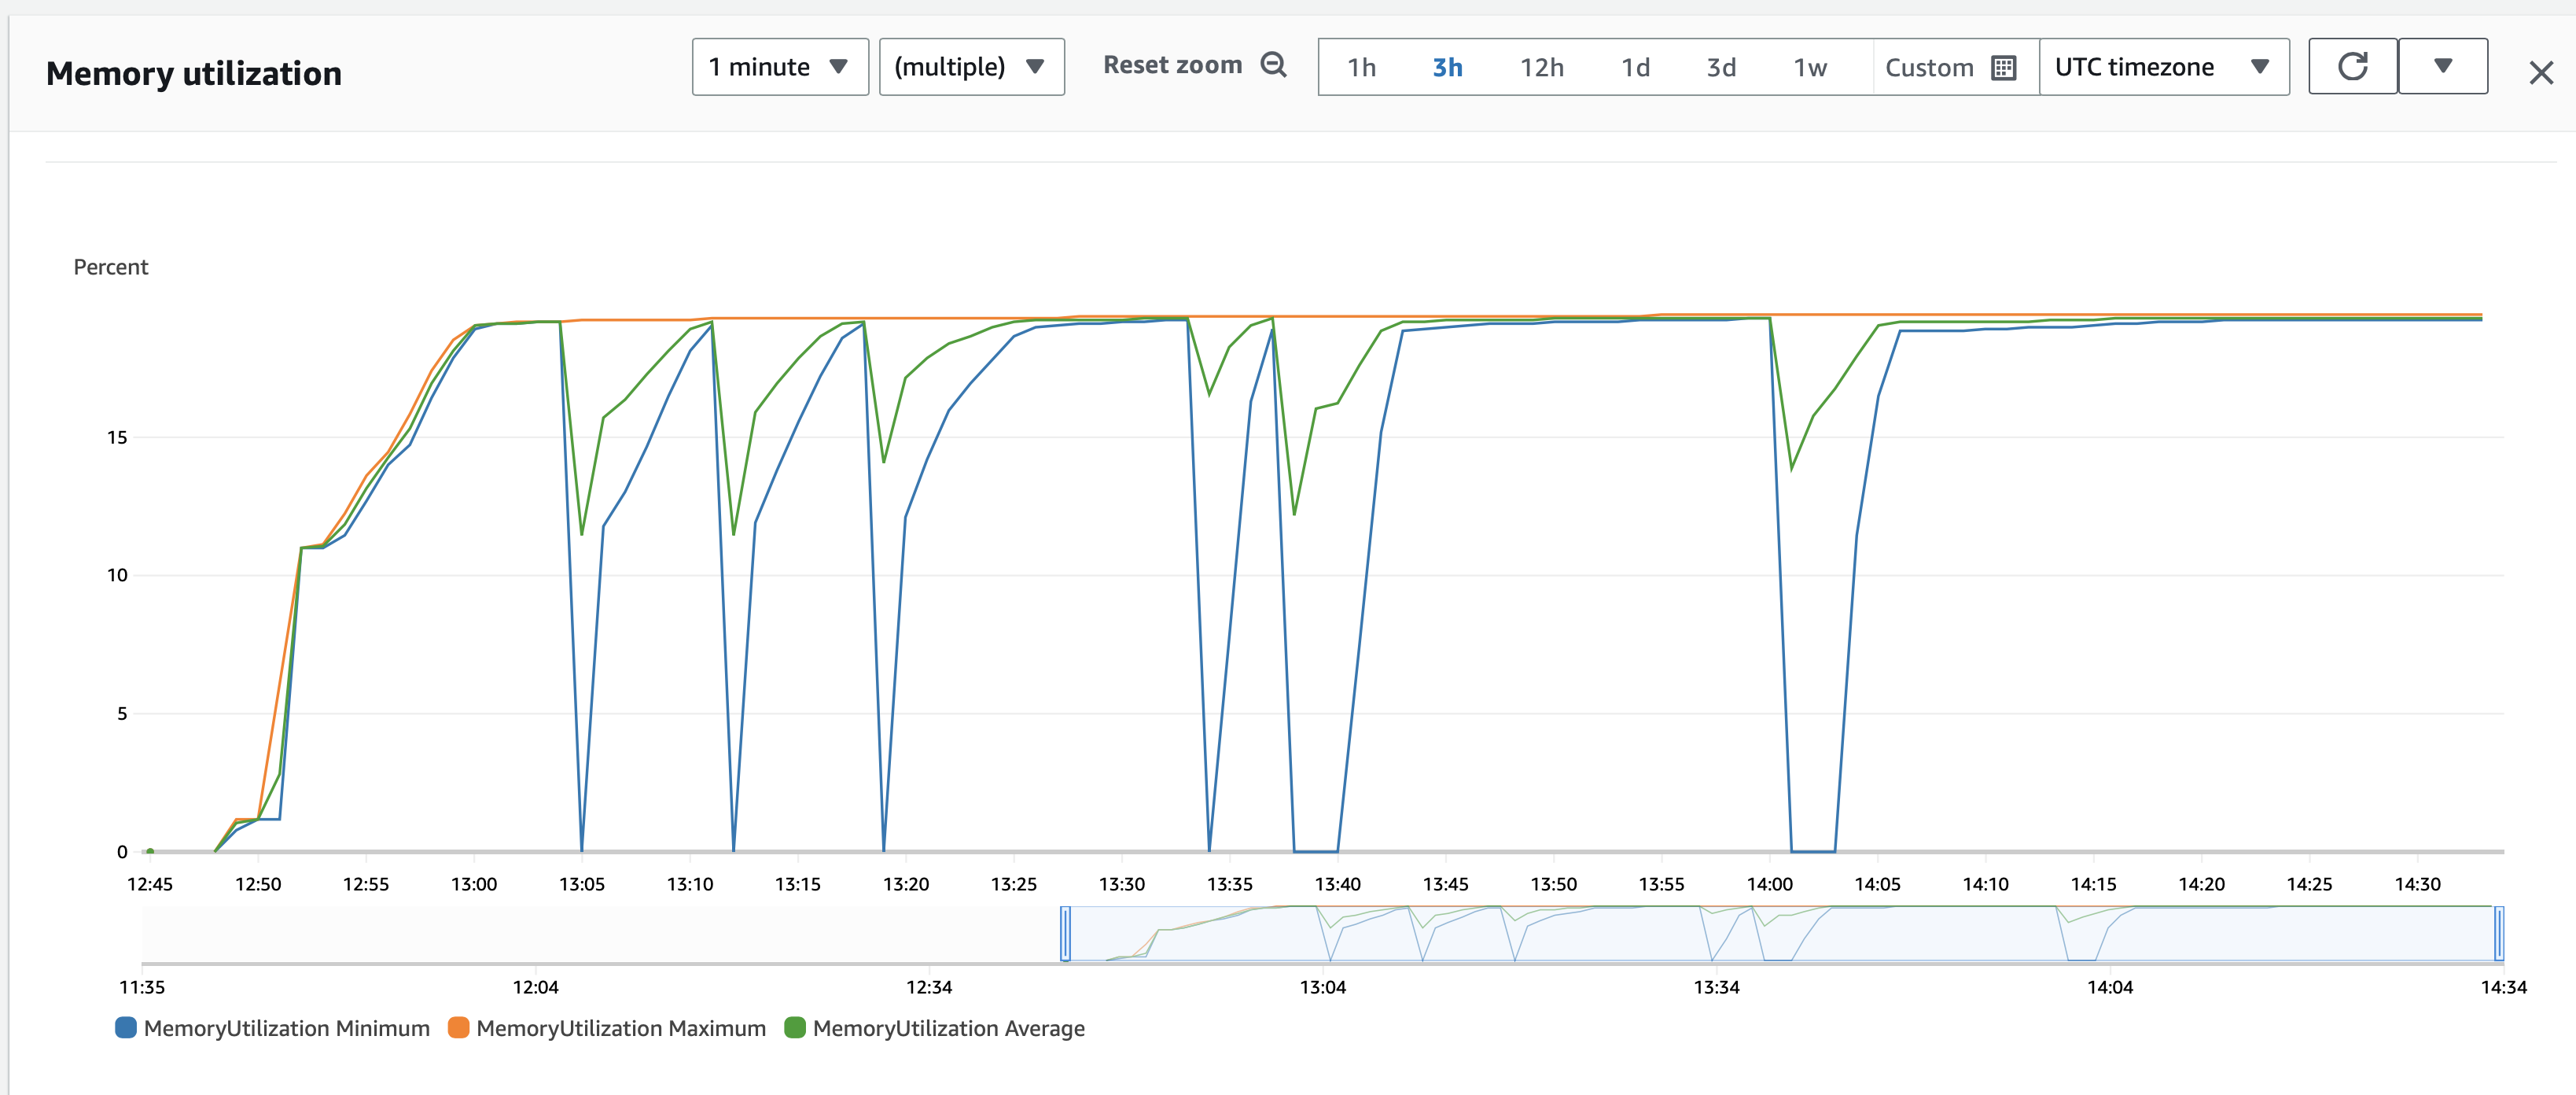 Memory utilization
1 minute
(multiple)
Reset zoom
1h 3h 12h 1d 3d 1w Custom
UTC timezone
Percent
15
10
5
0
12:45 12:50 12:55 13:00 13:05 13:10 13:15 13:20 13:25 13:30 13:35 13:40 13:45 13:50 13:55 14:00 14:05 14:10 14:15 14:20 14:25 14:30
11:35 12:04 12:34 13:04 13:34 14:04 14:34
MemoryUtilization Minimum MemoryUtilization Maximum MemoryUtilization Average